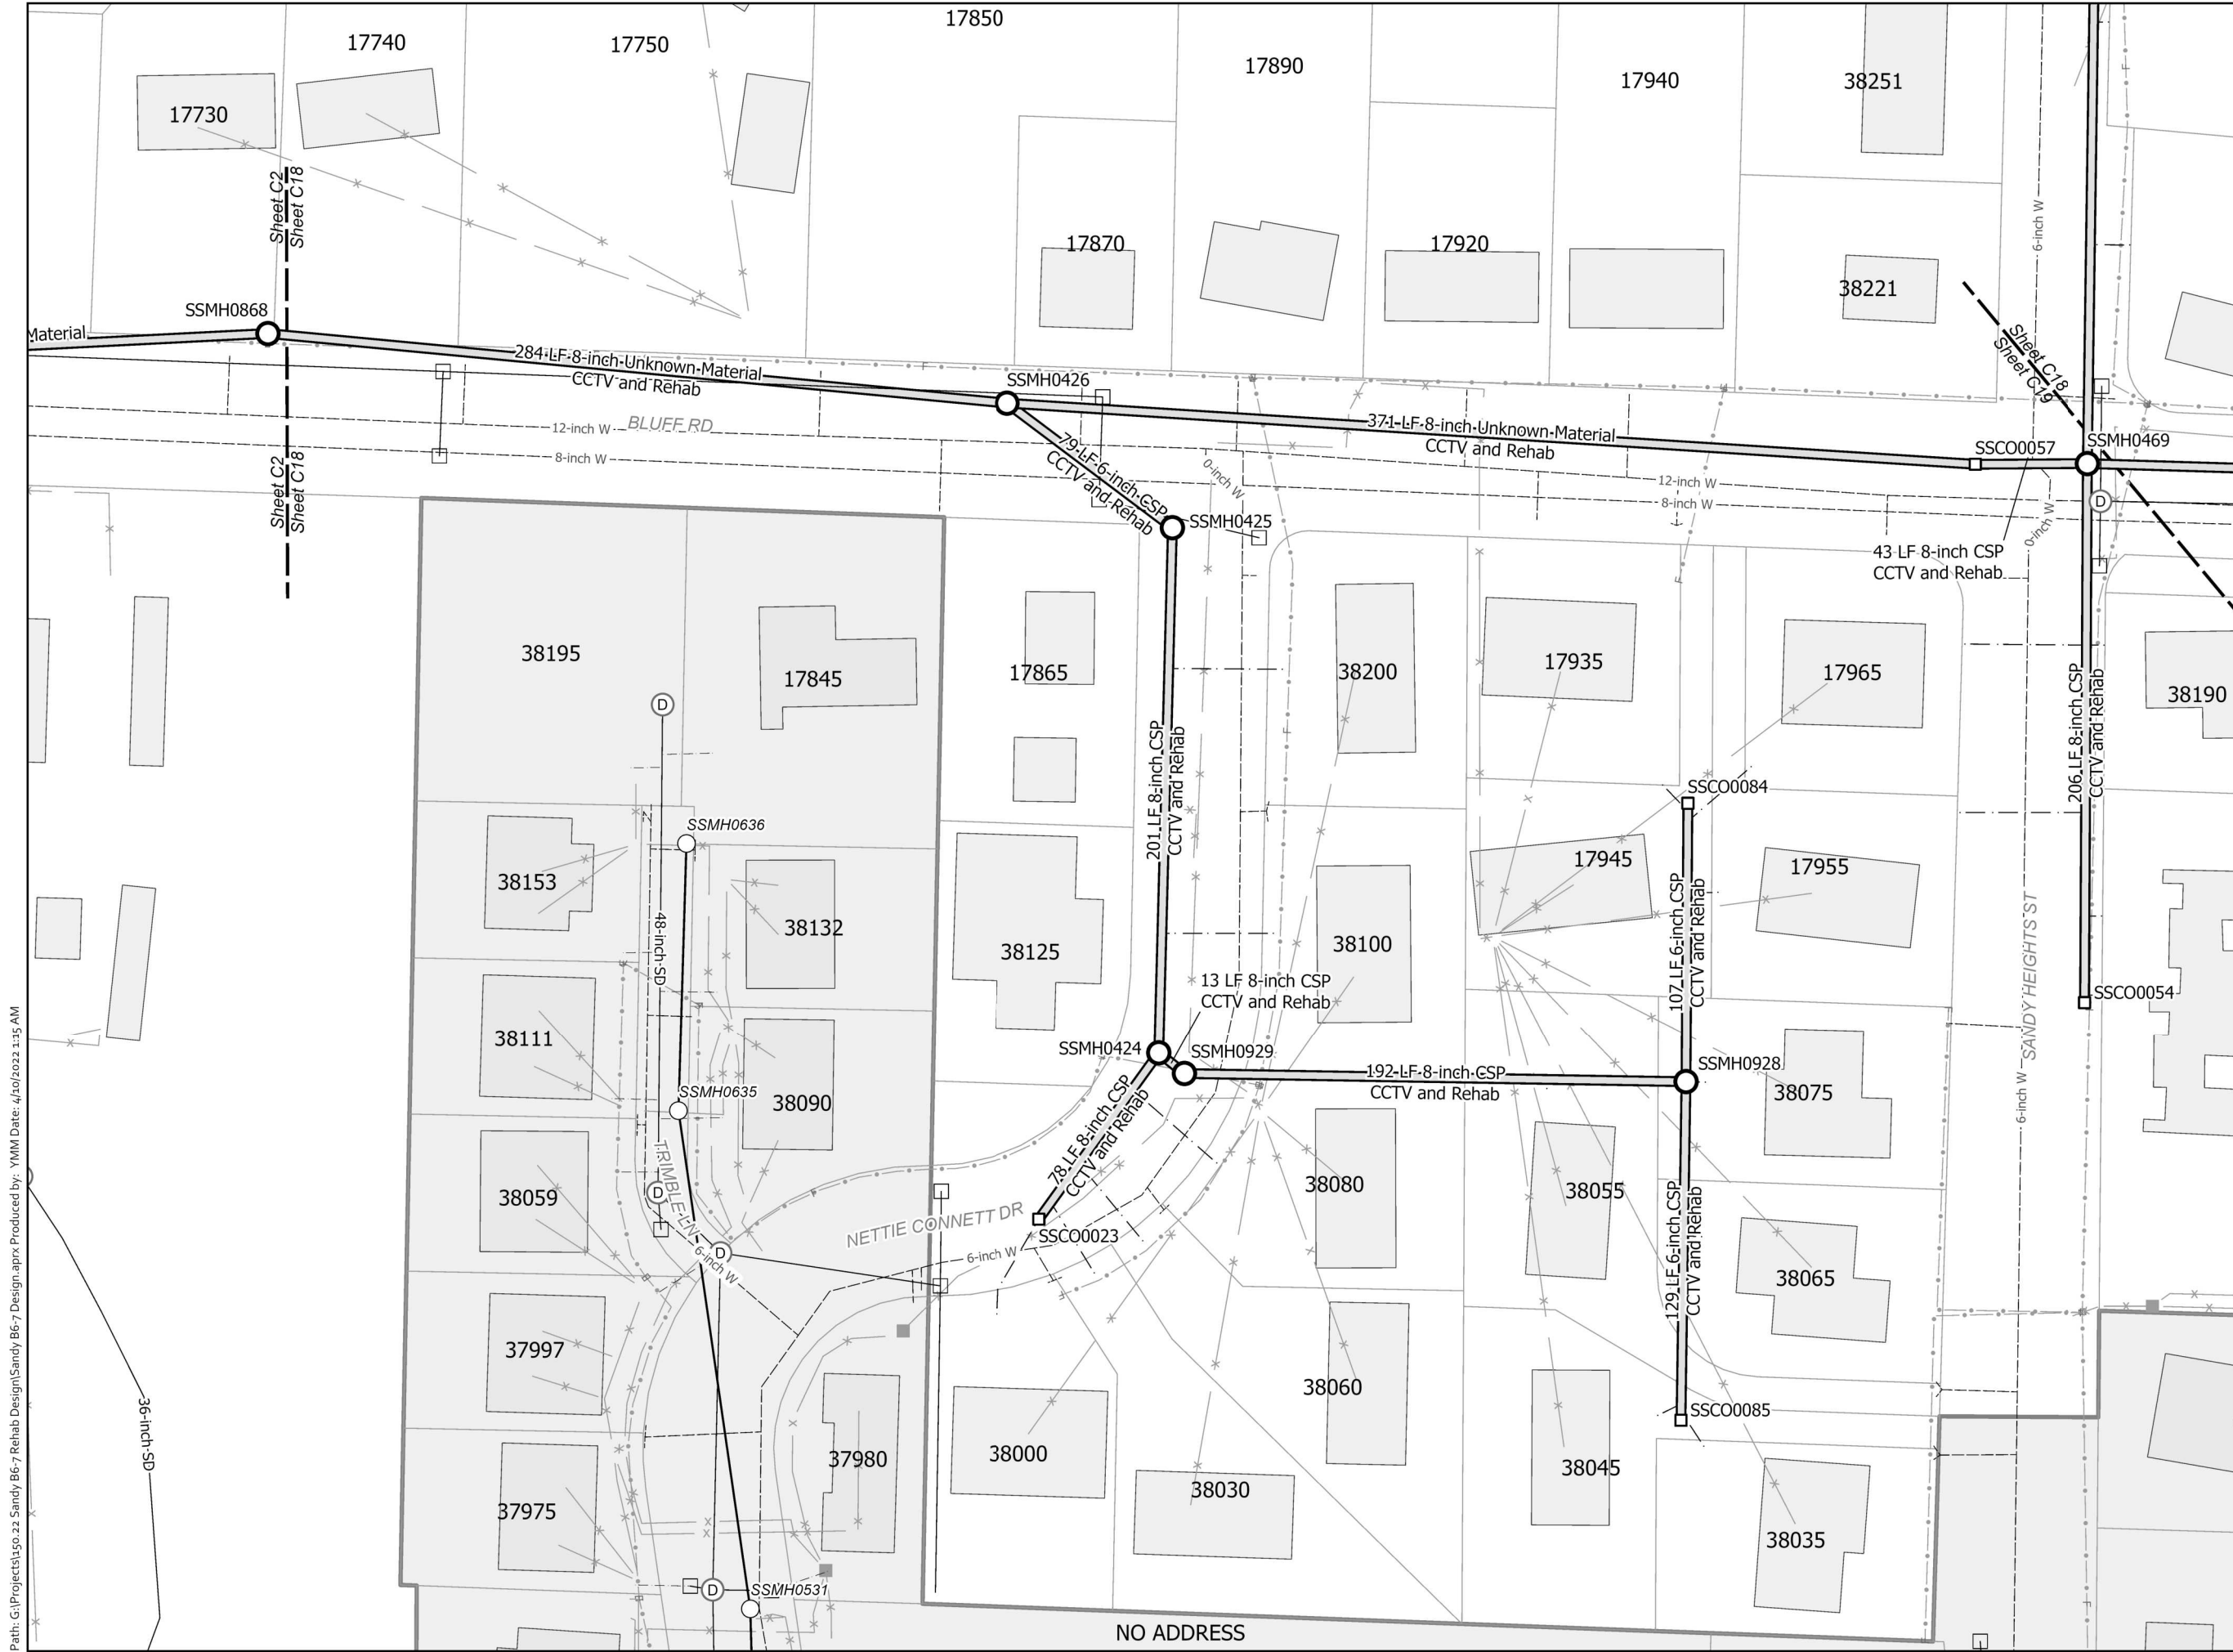 17850
17740
17750
17890
17940
38251
17730
Sheet C2
Sheet C18
17870
17920
38221
SSMH0868
Material
284 LF 8-inch Unknown Material
CCTV and Rehab
SSMH0426
6-inch W
Sheet C18
Sheet C19
BLUFF RD
12-inch W
8-inch W
371 LF 8-inch Unknown Material
CCTV and Rehab
SSCO0057
SSMH0469
79 LF 6-inch CSP
CCTV and Rehab
0-inch W
12-inch W
8-inch W
D
Sheet C2
Sheet C18
SSMH0425
0-inch W
43 LF 8-inch CSP
CCTV and Rehab
38195
17845
17865
38200
17935
17965
38190
D
201 LF 8-inch CSP
CCTV and Rehab
206 LF 8-inch CSP
CCTV and Rehab
SSCO0084
SSMH0636
38153
38132
17945
17955
48-inch SD
38125
38100
107 LF 6-inch CSP
CCTV and Rehab
SANDY HEIGHTS ST
SSCO0054
13 LF 8-inch CSP
CCTV and Rehab
38111
SSMH0424
SSMH0929
SSMH0928
192 LF 8-inch CSP
CCTV and Rehab
SSMH0635
38090
38075
6-inch W
78 LF 8-inch CSP
CCTV and Rehab
TRIMBLE LN
38059
D
38080
38055
NETTIE CONNETT DR
SSCO0023
6-inch W
D
6-inch W
129 LF 6-inch CSP
CCTV and Rehab
38065
37997
38060
36-inch SD
SSCO0085
37980
38000
38045
38030
37975
38035
D
SSMH0531
NO ADDRESS
Path: G:\Projects\150.22 Sandy B6-7 Rehab Design\Sandy B6-7 Design.aprx Produced by: YMM Date: 4/10/2022 1:15 AM